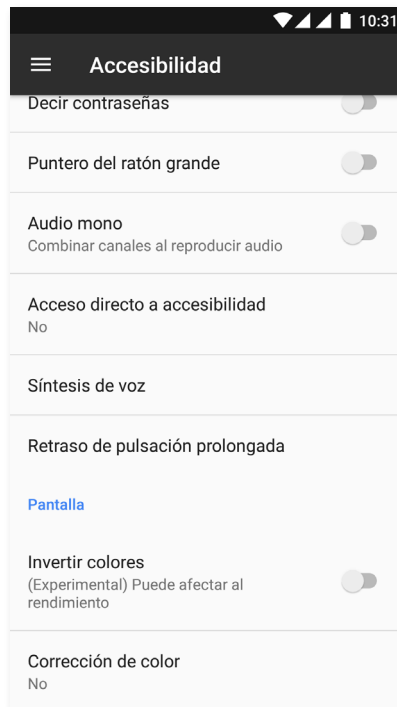 10:31
Accesibilidad
Decir contraseñas
Puntero del ratón grande
Audio mono
Combinar canales al reproducir audio
Acceso directo a accesibilidad
No
Síntesis de voz
Retraso de pulsación prolongada
Pantalla
Invertir colores
(Experimental) Puede afectar al
rendimiento
Corrección de color
No